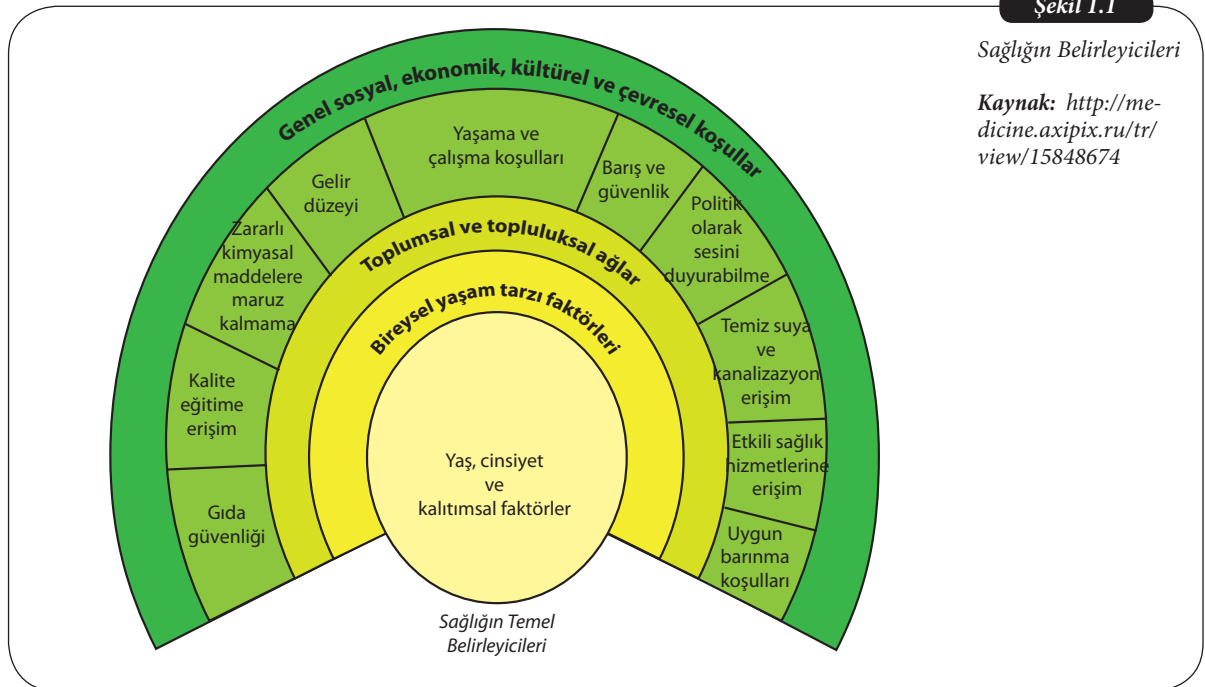 Şekil 1.1
Sağlığın Belirleyicileri
Kaynak: http://me-
dicine.axipix.ru/tr/
view/15848674
Genel sosyal, ekonomik, kültürel ve çevresel koşullar
Yaşama ve
çalışma koşulları
Gelir
düzeyi
Barış ve
güvenlik
Zararlı
kimyasal
maddelere
maruz
kalmama
Politik
olarak
sesini
duyurabilme
Kalite
eğitime
erişim
Temiz suya
ve
kanalizazyon
erişim
Gıda
güvenliği
Etkili sağlık
hizmetlerine
erişim
Uygun
barınma
koşulları
Toplumsal ve topluluksal ağlar
Bireysel yaşam tarzı faktörleri
Yaş, cinsiyet
ve
kalıtımsal faktörler
Sağlığın Temel
Belirleyicileri